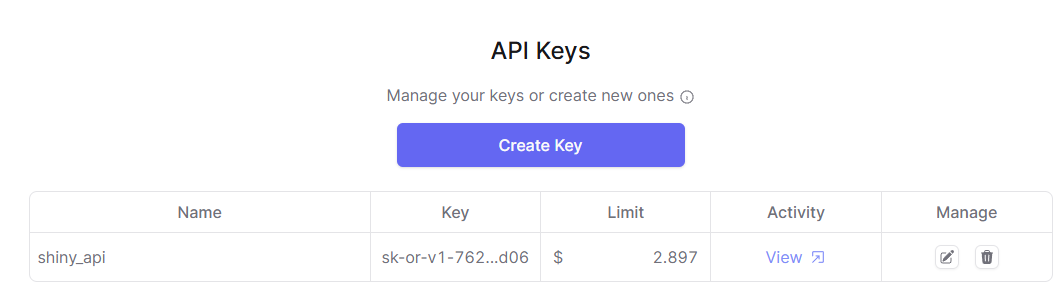 API Keys
Manage your keys or create new ones
Create Key
Name Key Limit Activity Manage
shiny_api sk-or-v1-762...d06 $ 2.897 View